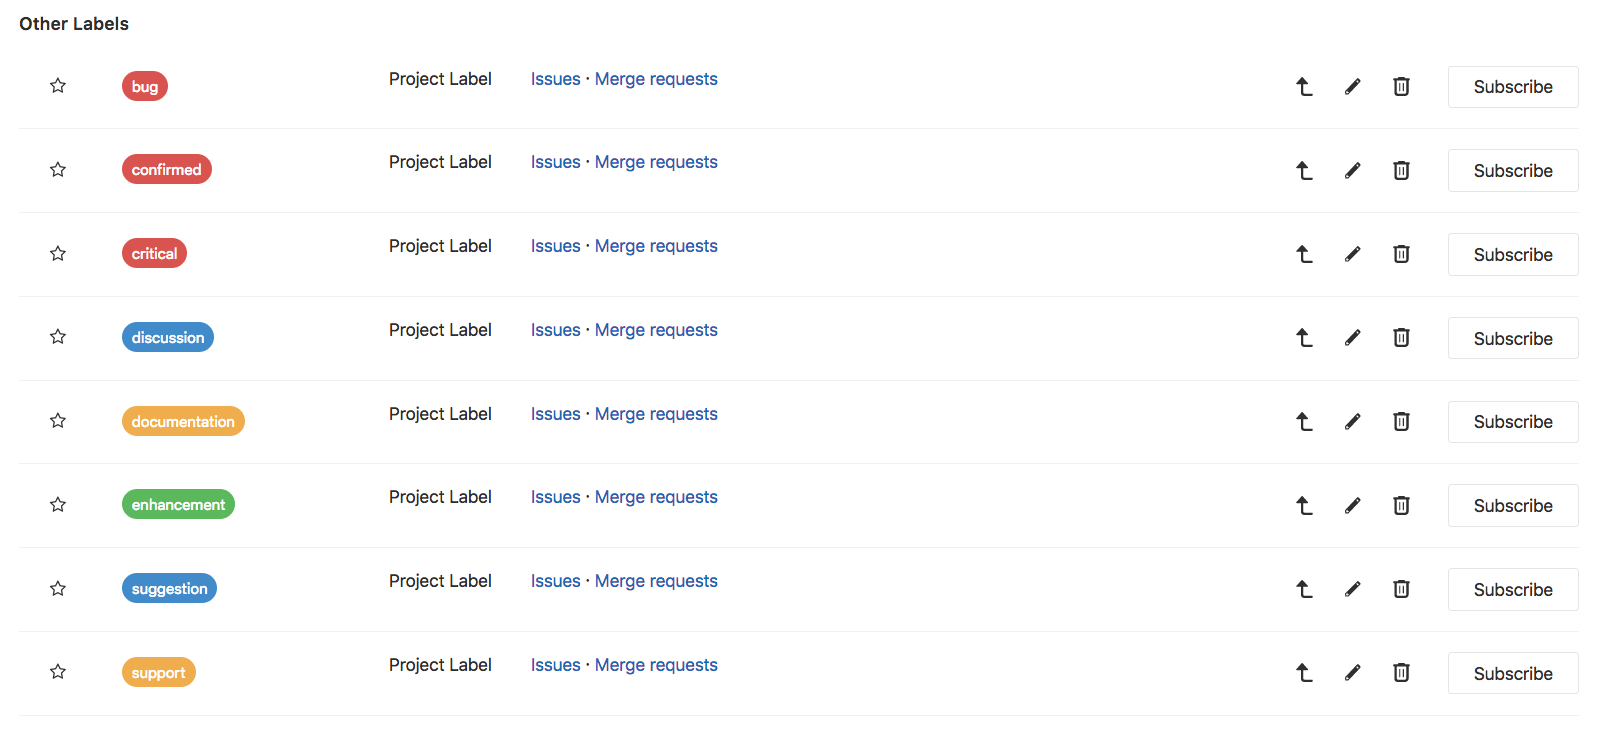 Other Labels
bug Project Label Issues · Merge requests Subscribe
confirmed Project Label Issues · Merge requests Subscribe
critical Project Label Issues · Merge requests Subscribe
discussion Project Label Issues · Merge requests Subscribe
documentation Project Label Issues · Merge requests Subscribe
enhancement Project Label Issues · Merge requests Subscribe
suggestion Project Label Issues · Merge requests Subscribe
support Project Label Issues · Merge requests Subscribe